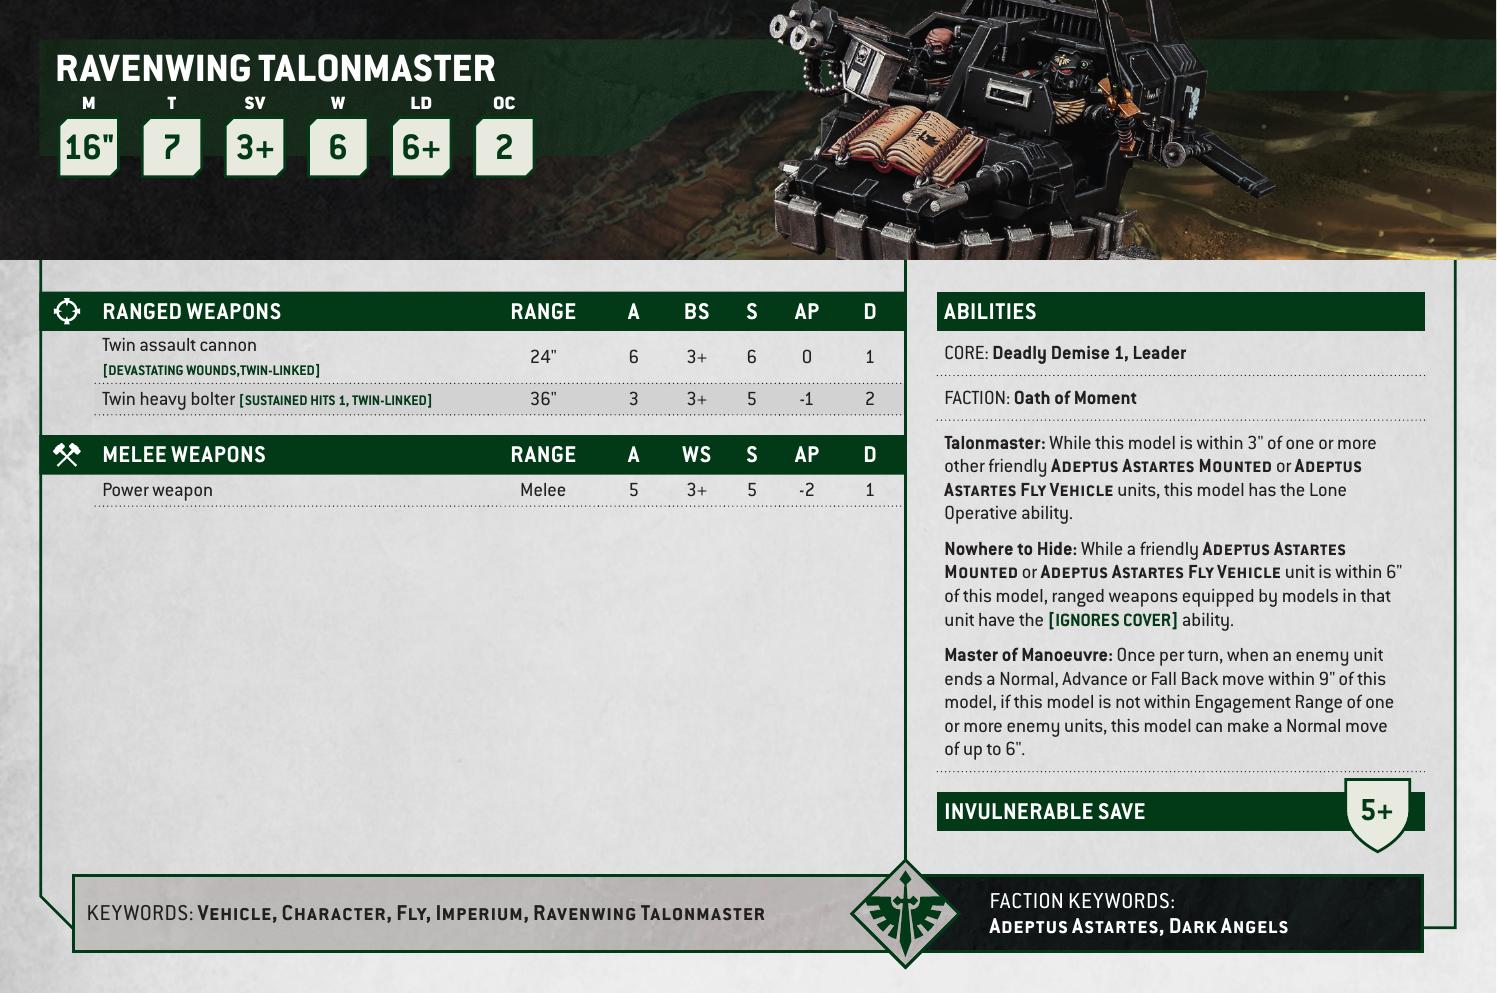 RAVENWING TALONMASTER
M T SV W LD OC
16" 7 3+ 6 6+ 2
RANGED WEAPONS RANGE A BS S AP D
Twin assault cannon
[DEVASTATING WOUNDS,TWIN-LINKED] 24" 6 3+ 6 0 1
Twin heavy bolter [SUSTAINED HITS 1, TWIN-LINKED] 36" 3 3+ 5 -1 2
MELEE WEAPONS RANGE A WS S AP D
Power weapon Melee 5 3+ 5 -2 1
ABILITIES
CORE: Deadly Demise 1, Leader
FACTION: Oath of Moment
Talonmaster: While this model is within 3" of one or more
other friendly ADEPTUS ASTARTES MOUNTED or ADEPTUS
ASTARTES FLY VEHICLE units, this model has the Lone
Operative ability.
Nowhere to Hide: While a friendly ADEPTUS ASTARTES
MOUNTED or ADEPTUS ASTARTES FLY VEHICLE unit is within 6"
of this model, ranged weapons equipped by models in that
unit have the [IGNORES COVER] ability.
Master of Manoeuvre: Once per turn, when an enemy unit
ends a Normal, Advance or Fall Back move within 9" of this
model, if this model is not within Engagement Range of one
or more enemy units, this model can make a Normal move
of up to 6".
INVULNERABLE SAVE 5+
KEYWORDS: VEHICLE, CHARACTER, FLY, IMPERIUM, RAVENWING TALONMASTER
FACTION KEYWORDS:
ADEPTUS ASTARTES, DARK ANGELS